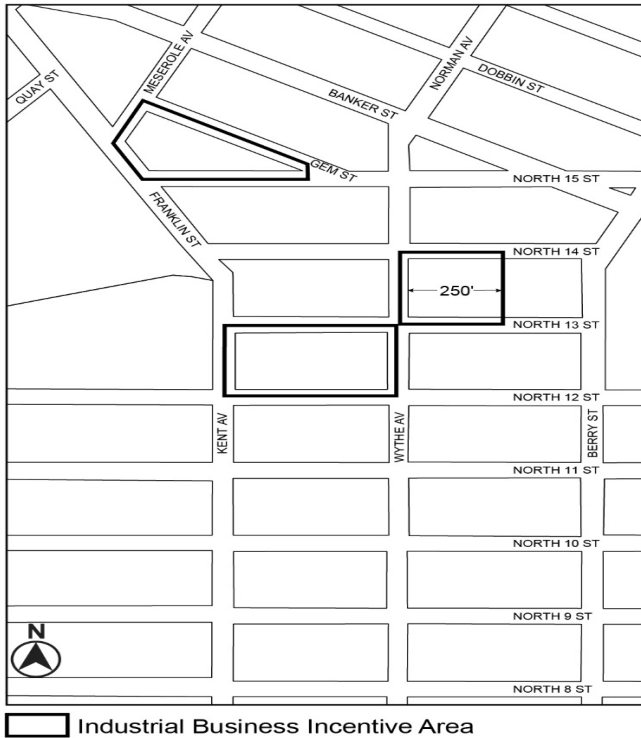 MESEROLE AV
NORMAN AV
DOBBIN ST
QUAY ST
BANKER ST
GEM ST
NORTH 15 ST
FRANKLIN ST
NORTH 14 ST
250'
NORTH 13 ST
NORTH 12 ST
KENT AV
WYTHE AV
BERRY ST
NORTH 11 ST
NORTH 10 ST
NORTH 9 ST
N
NORTH 8 ST
Industrial Business Incentive Area